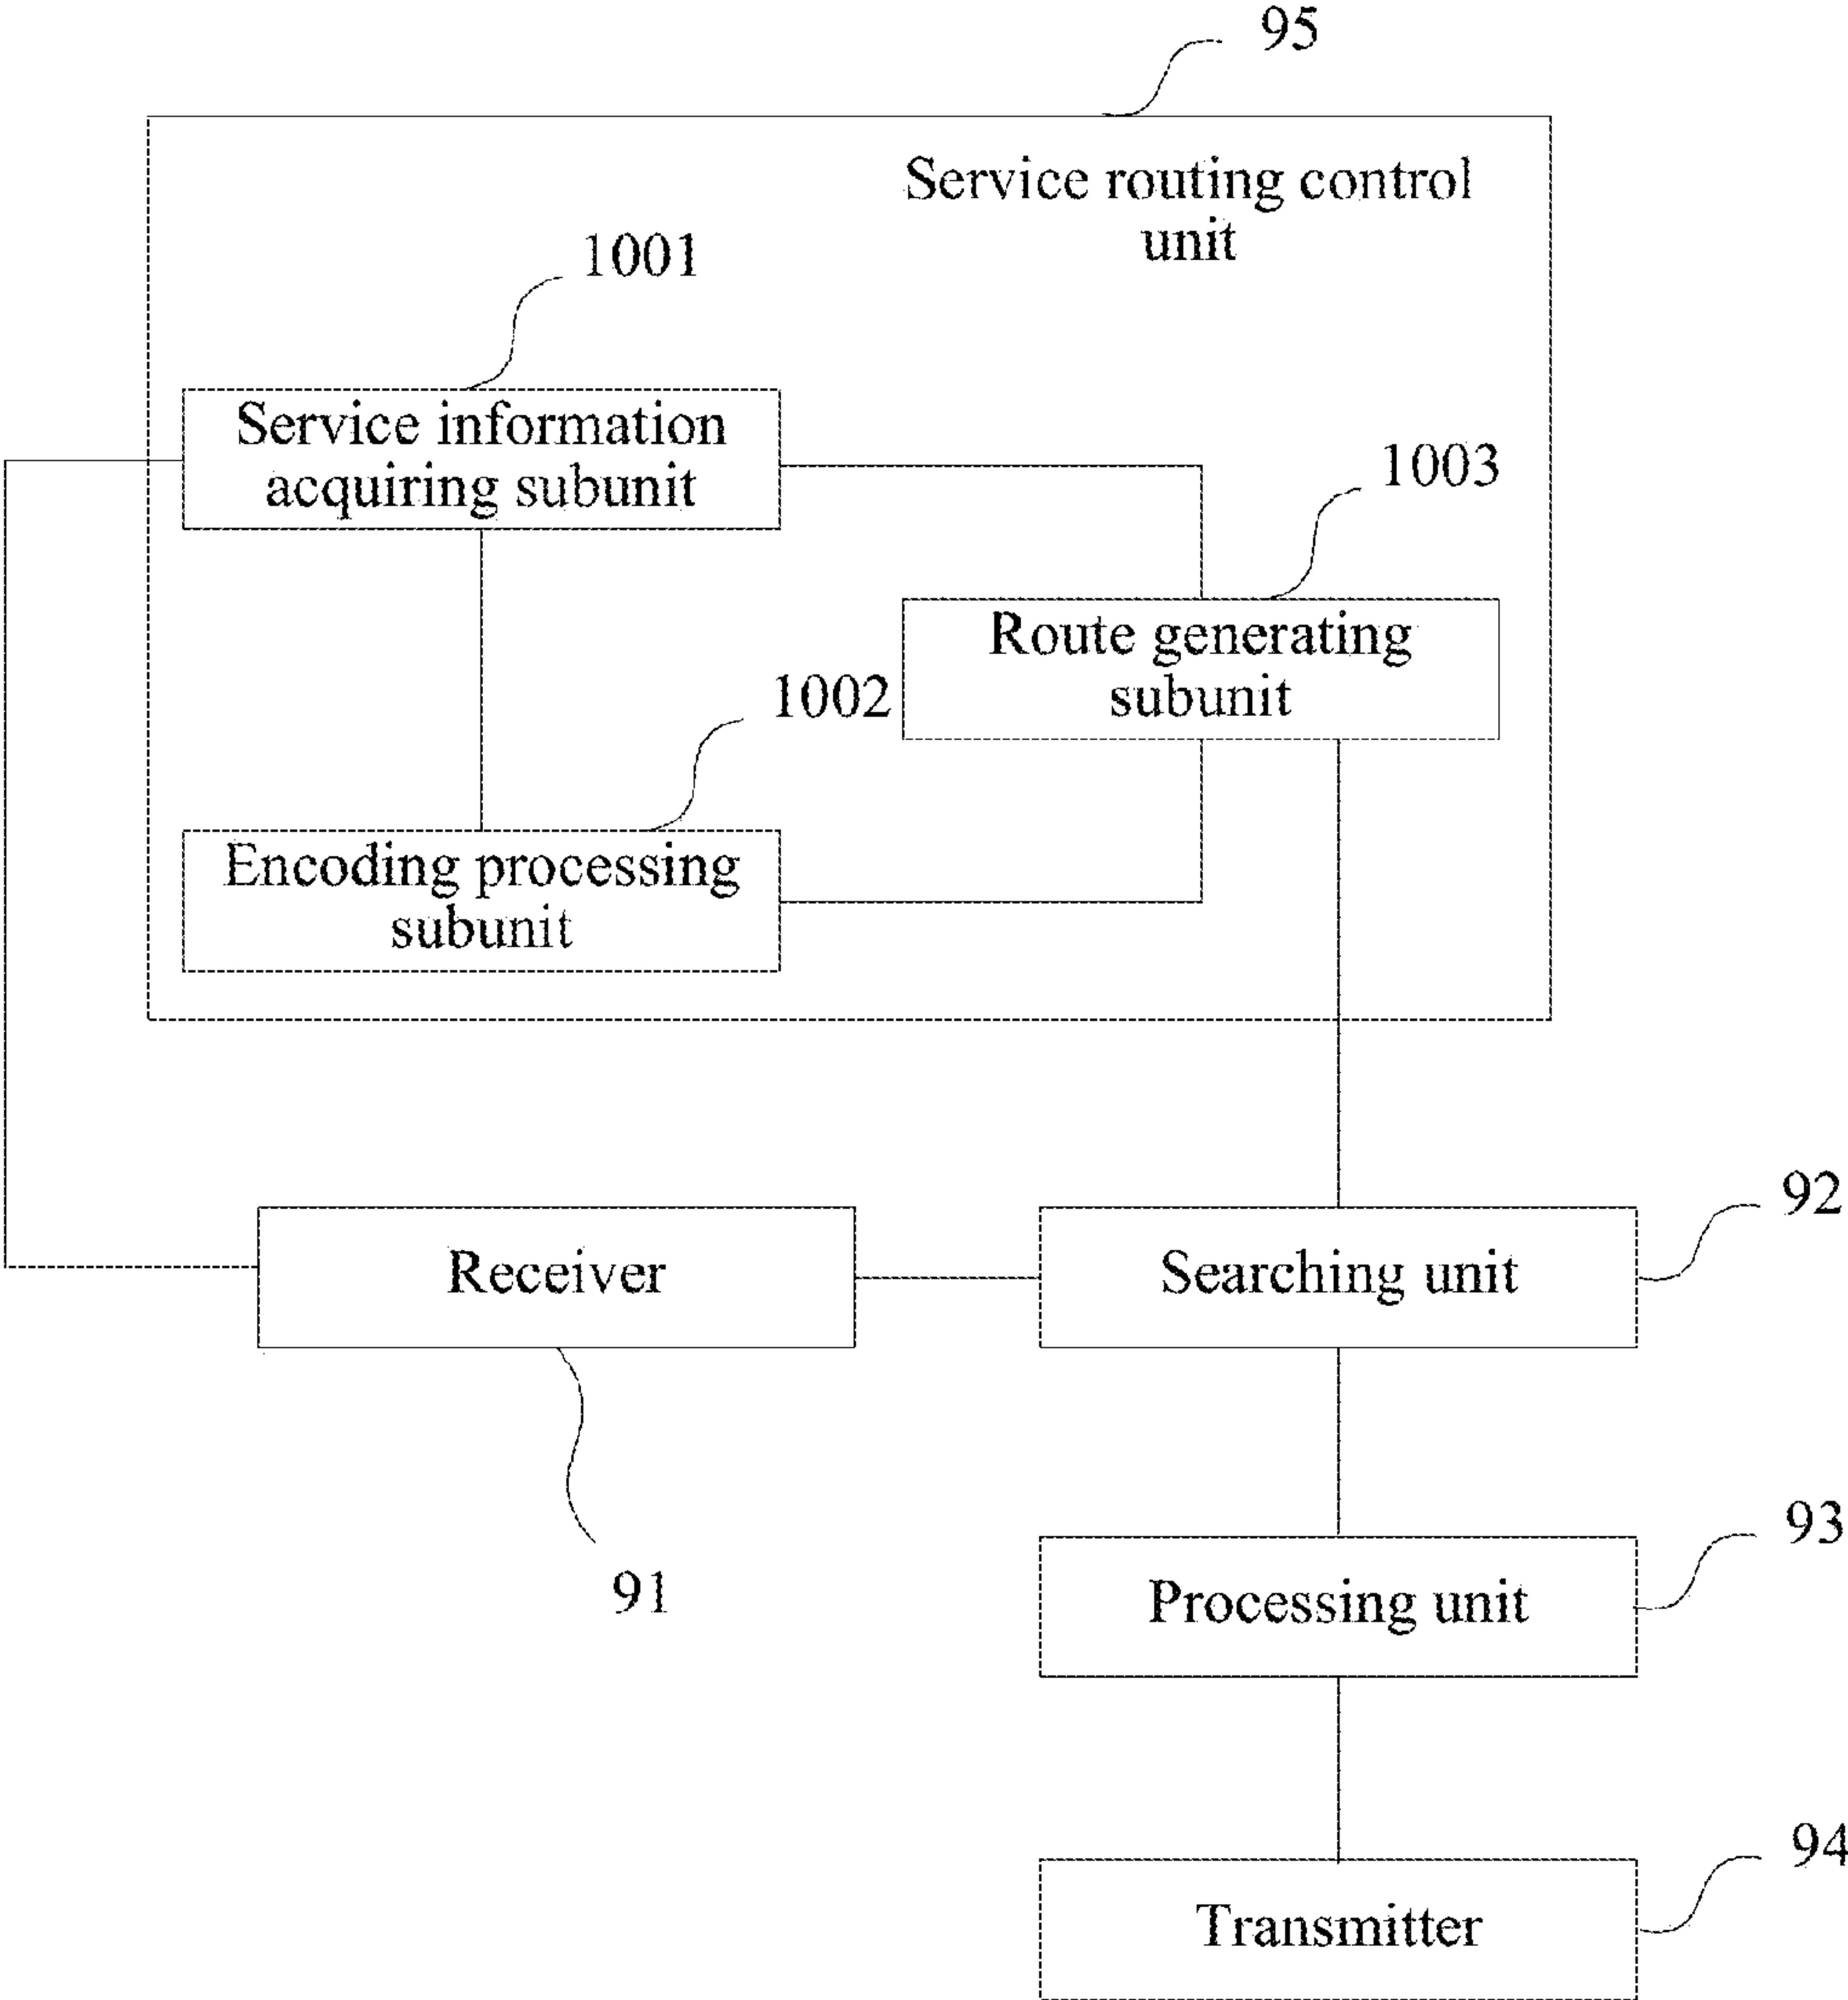 95
Service routing control
unit
1001
Service information
acquiring subunit
1003
Route generating
subunit
1002
Encoding processing
subunit
92
Receiver
Searching unit
93
91
Processing unit
94
Transmitter